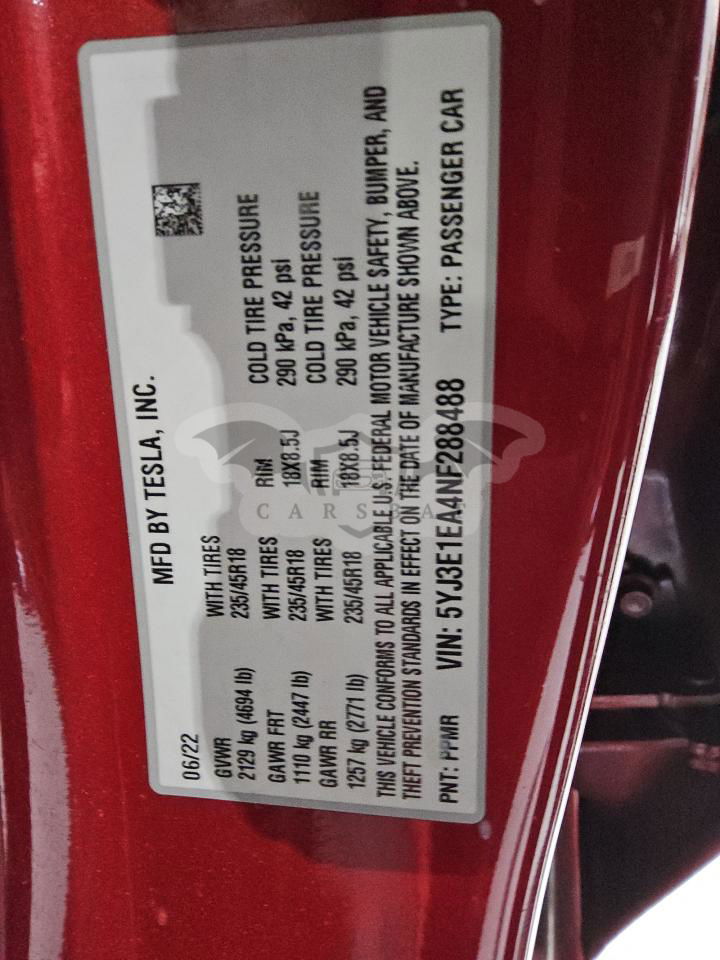 MFD BY TESLA, INC.
06/22
GVWR WITH TIRES
2129 kg (4694 lb) 235/45R18 COLD TIRE PRESSURE
GAWR FRT WITH TIRES RIM 290 kPa, 42 psi
1110 kg (2447 lb) 235/45R18 18X8.5J COLD TIRE PRESSURE
GAWR RR WITH TIRES RIM
1257 kg (2771 lb) 235/45R18 18X8.5J 290 kPa, 42 psi
THIS VEHICLE CONFORMS TO ALL APPLICABLE U.S. FEDERAL MOTOR VEHICLE SAFETY, BUMPER, AND
THEFT PREVENTION STANDARDS IN EFFECT ON THE DATE OF MANUFACTURE SHOWN ABOVE.
PNT: PPMR VIN: 5YJ3E1EA4NF288488 TYPE: PASSENGER CAR